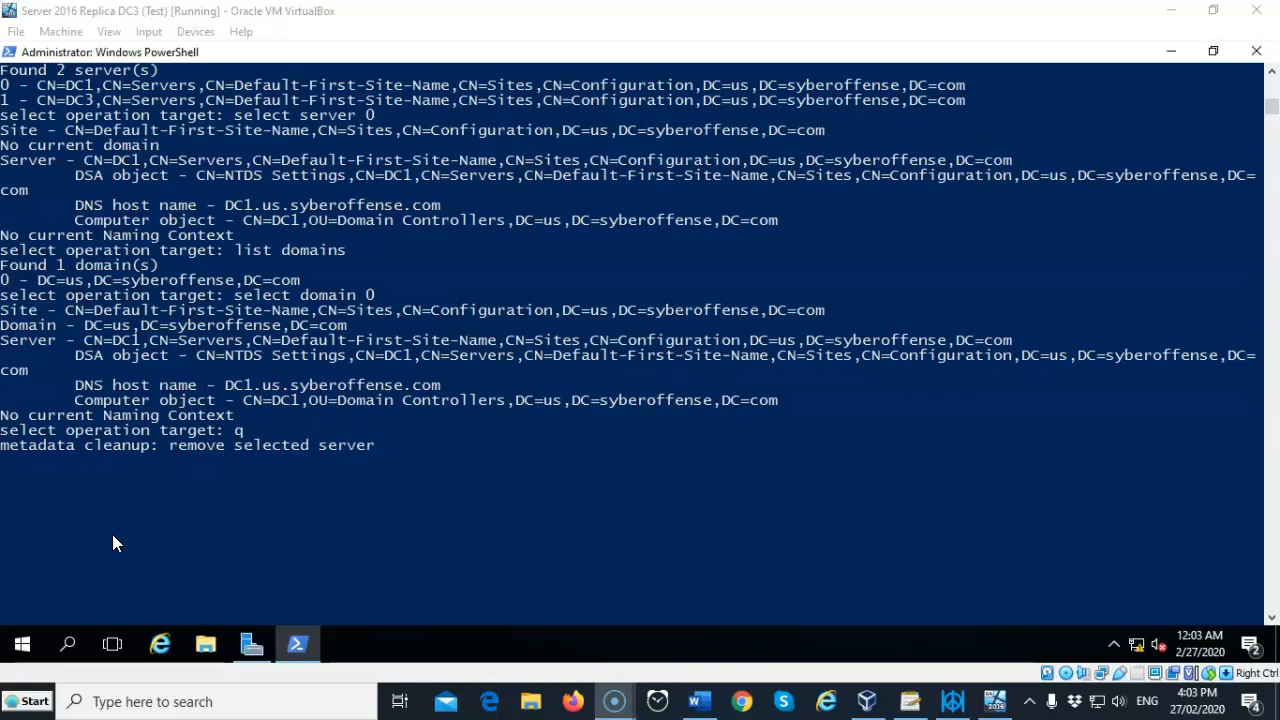 Server 2016 Replica DC3 (Test) [Running] - Oracle VM VirtualBox
File Machine View Input Devices Help
Administrator: Windows PowerShell
Found 2 server(s)
0 - CN=DC1,CN=Servers,CN=Default-First-Site-Name,CN=Sites,CN=Configuration,DC=us,DC=syberoffense,DC=com
1 - CN=DC3,CN=Servers,CN=Default-First-Site-Name,CN=Sites,CN=Configuration,DC=us,DC=syberoffense,DC=com
select operation target: select server 0
Site - CN=Default-First-Site-Name,CN=Sites,CN=Configuration,DC=us,DC=syberoffense,DC=com
No current domain
Server - CN=DC1,CN=Servers,CN=Default-First-Site-Name,CN=Sites,CN=Configuration,DC=us,DC=syberoffense,DC=com
DSA object - CN=NTDS Settings,CN=DC1,CN=Servers,CN=Default-First-Site-Name,CN=Sites,CN=Configuration,DC=us,DC=syberoffense,DC=
com
DNS host name - DC1.us.syberoffense.com
Computer object - CN=DC1,OU=Domain Controllers,DC=us,DC=syberoffense,DC=com
No current Naming Context
select operation target: list domains
Found 1 domain(s)
0 - DC=us,DC=syberoffense,DC=com
select operation target: select domain 0
Site - CN=Default-First-Site-Name,CN=Sites,CN=Configuration,DC=us,DC=syberoffense,DC=com
Domain - DC=us,DC=syberoffense,DC=com
Server - CN=DC1,CN=Servers,CN=Default-First-Site-Name,CN=Sites,CN=Configuration,DC=us,DC=syberoffense,DC=com
DSA object - CN=NTDS Settings,CN=DC1,CN=Servers,CN=Default-First-Site-Name,CN=Sites,CN=Configuration,DC=us,DC=syberoffense,DC=
com
DNS host name - DC1.us.syberoffense.com
Computer object - CN=DC1,OU=Domain Controllers,DC=us,DC=syberoffense,DC=com
No current Naming Context
select operation target: q
metadata cleanup: remove selected server
12:03 AM
2/27/2020
2
Right Ctrl
Start
Type here to search
ENG
4:03 PM
27/02/2020
4